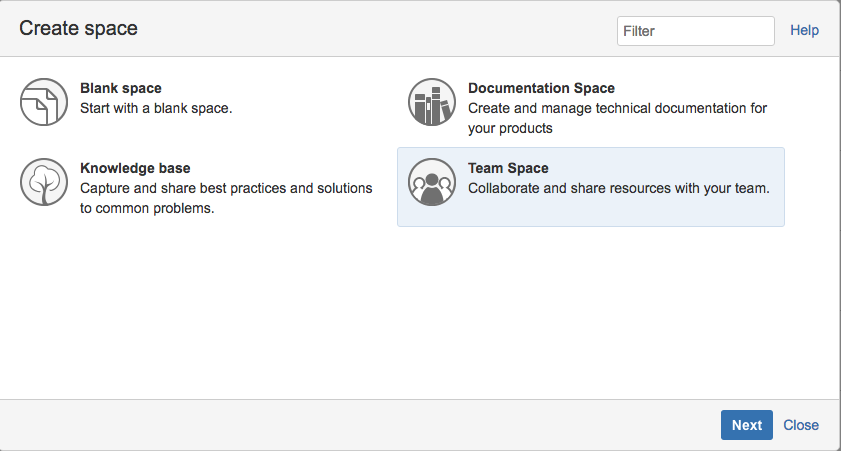 Create space
Filter
Help
Blank space
Start with a blank space.
Documentation Space
Create and manage technical documentation for
your products
Knowledge base
Capture and share best practices and solutions
to common problems.
Team Space
Collaborate and share resources with your team.
Next
Close